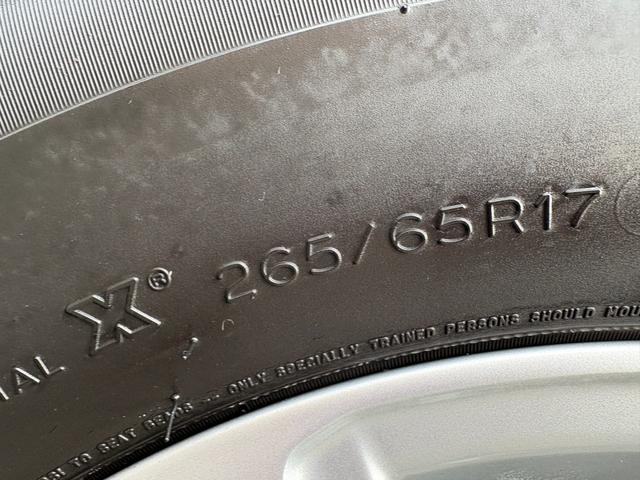 IAL X® 265/65R17
TO SEAT BEADS ... ONLY SPECIALLY TRAINED PERSONS SHOULD MOU